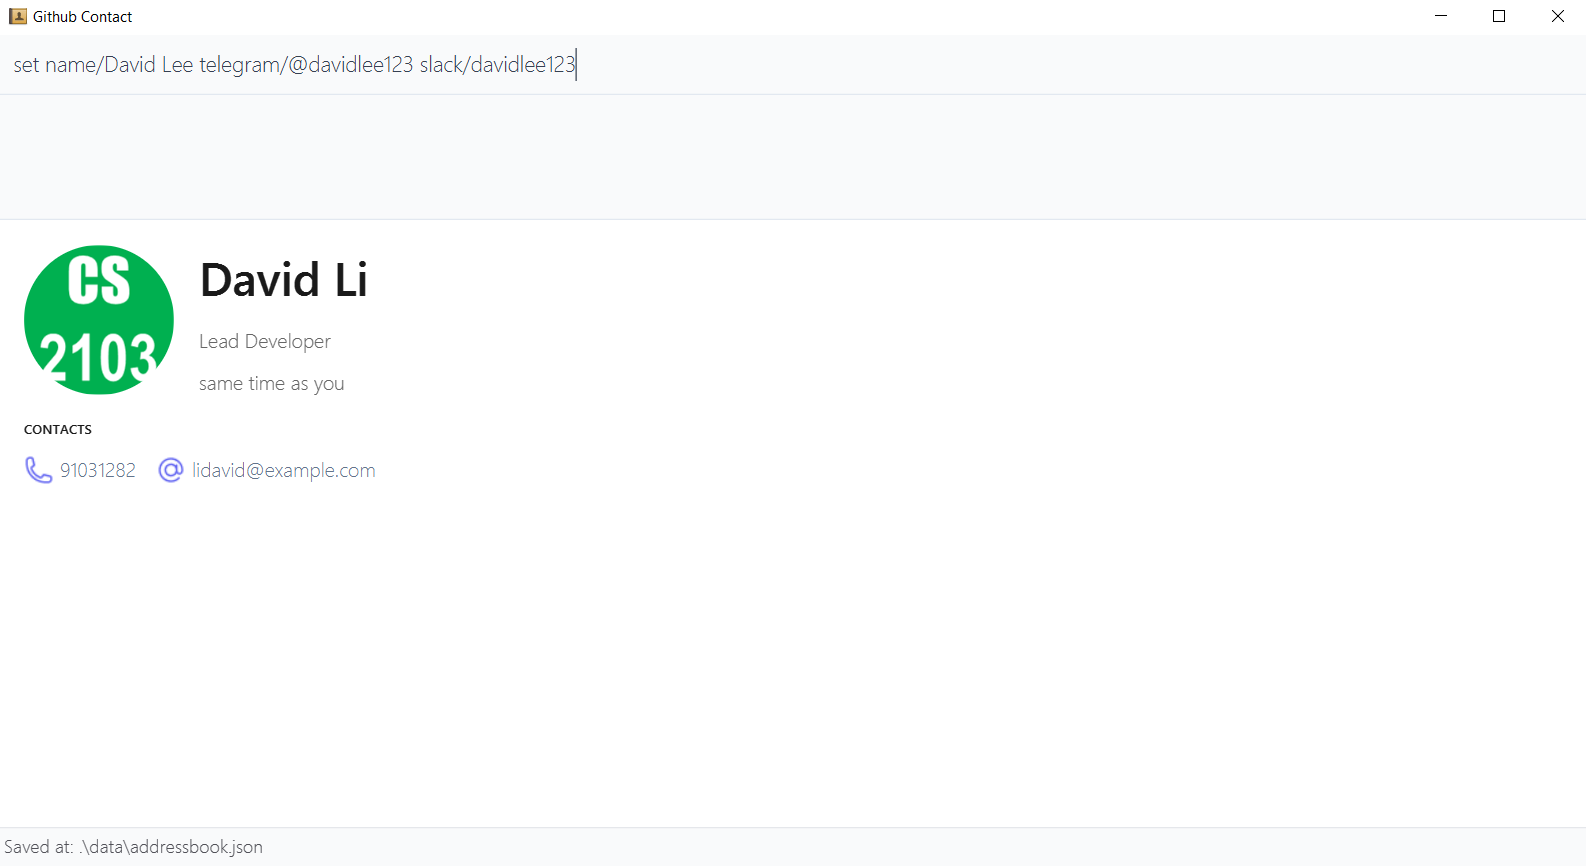 Github Contact
set name/David Lee telegram/@davidlee123 slack/davidlee123
CS
2103
David Li
Lead Developer
same time as you
CONTACTS
91031282 lidavid@example.com
Saved at: .\data\addressbook.json